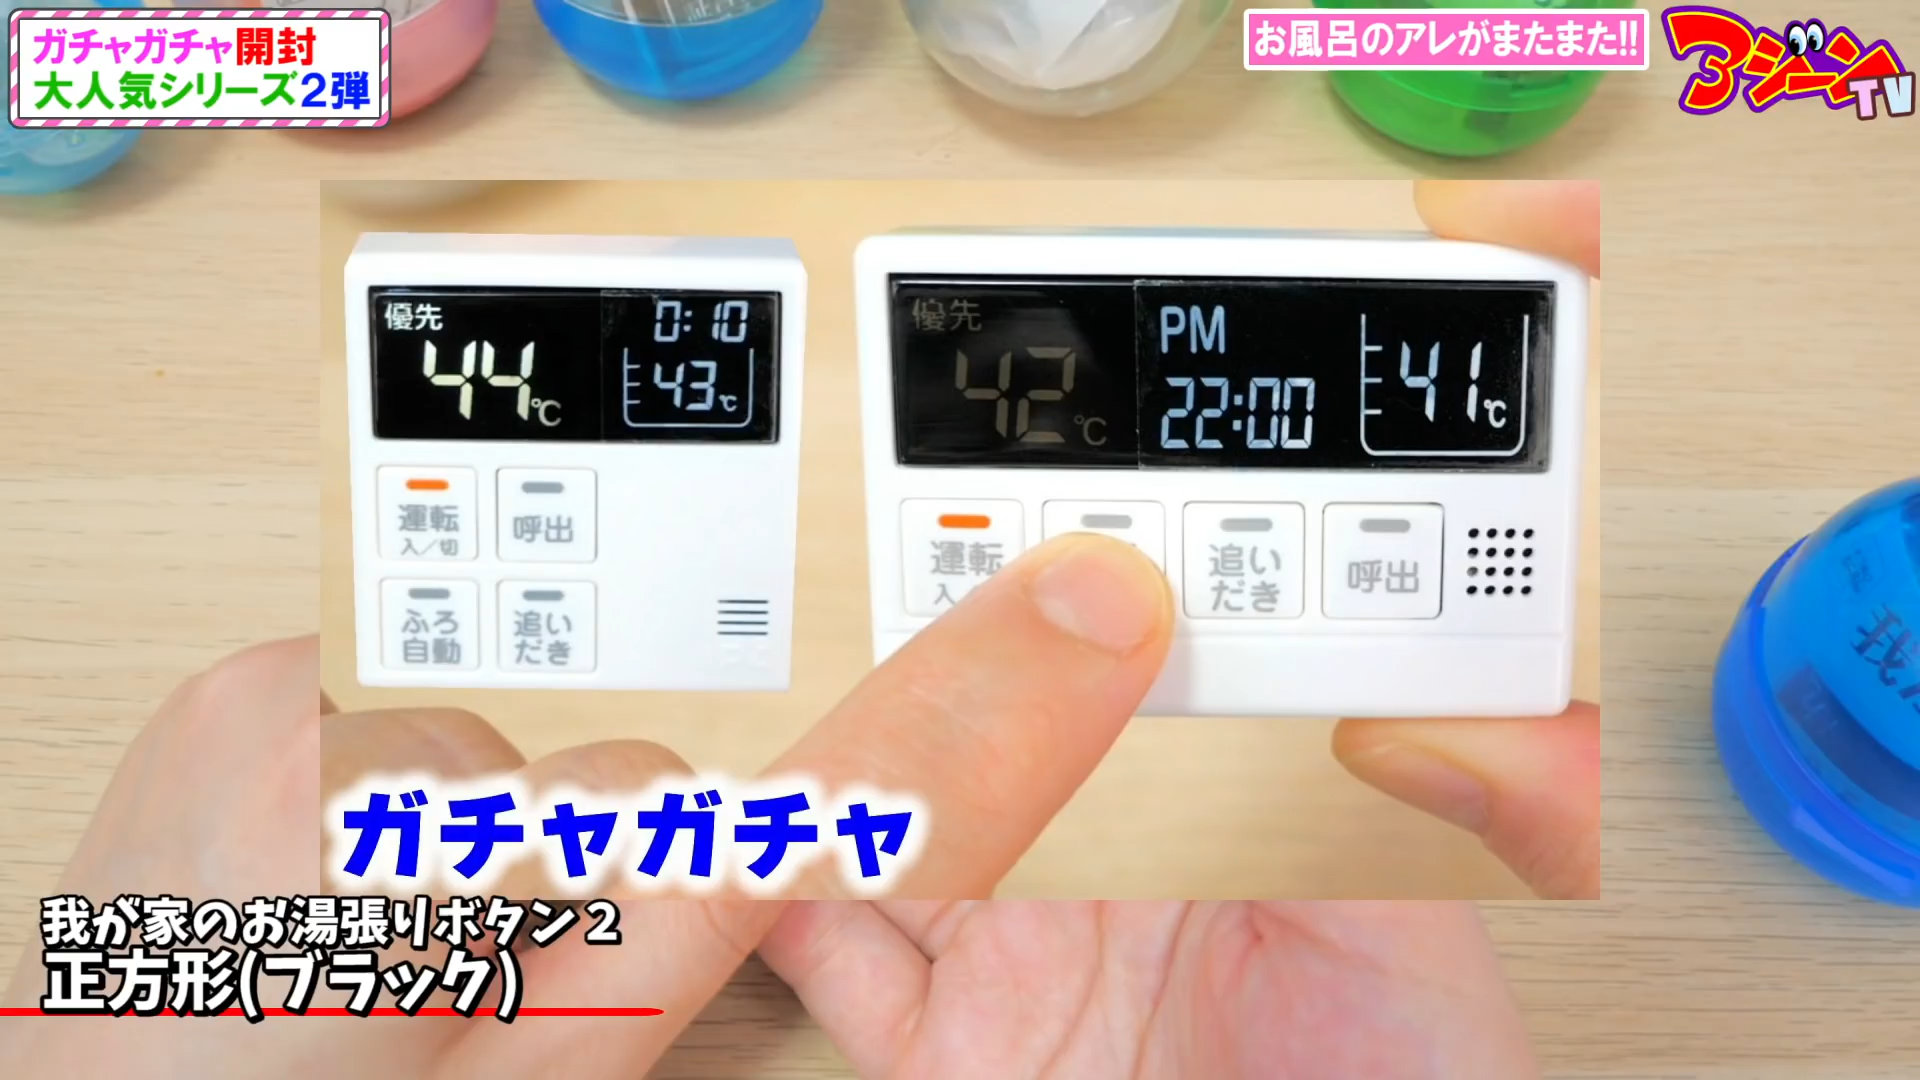 ガチャガチャ開封
大人気シリーズ2弾
お風呂のアレがまたまた!!
アジーンTV
優先
0:10
44℃
43℃
運転
入/切
呼出
ふろ
自動
追い
だき
優先
PM
42℃
22:00
41℃
運転
入
追い
だき
呼出
ガチャガチャ
我が家のお湯張りボタン2
正方形(ブラック)